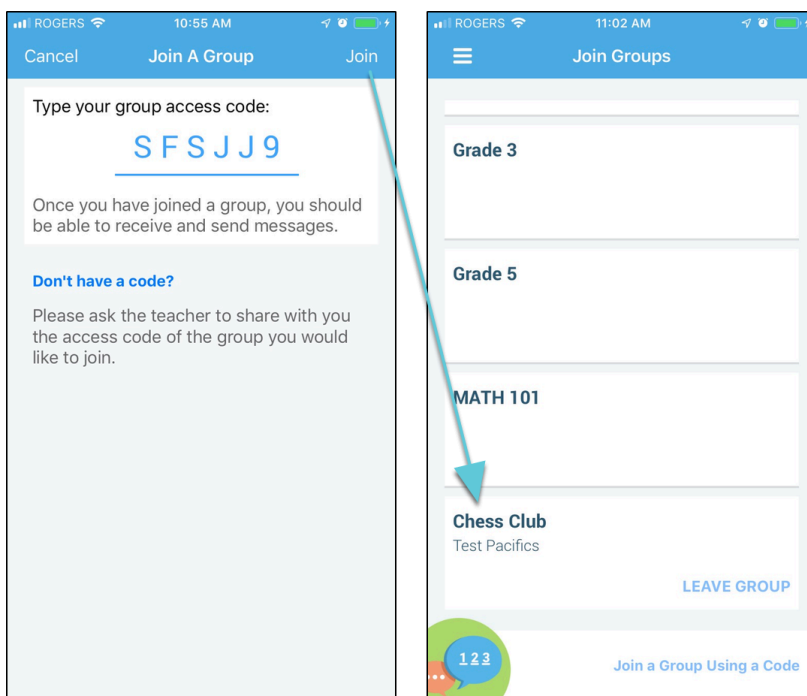 ROGERS 10:55 AM
Cancel Join A Group Join
Type your group access code:
SFSJJ9
Once you have joined a group, you should
be able to receive and send messages.
Don't have a code?
Please ask the teacher to share with you
the access code of the group you would
like to join.
ROGERS 11:02 AM
Join Groups
Grade 3
Grade 5
MATH 101
Chess Club
Test Pacifics
LEAVE GROUP
123
Join a Group Using a Code